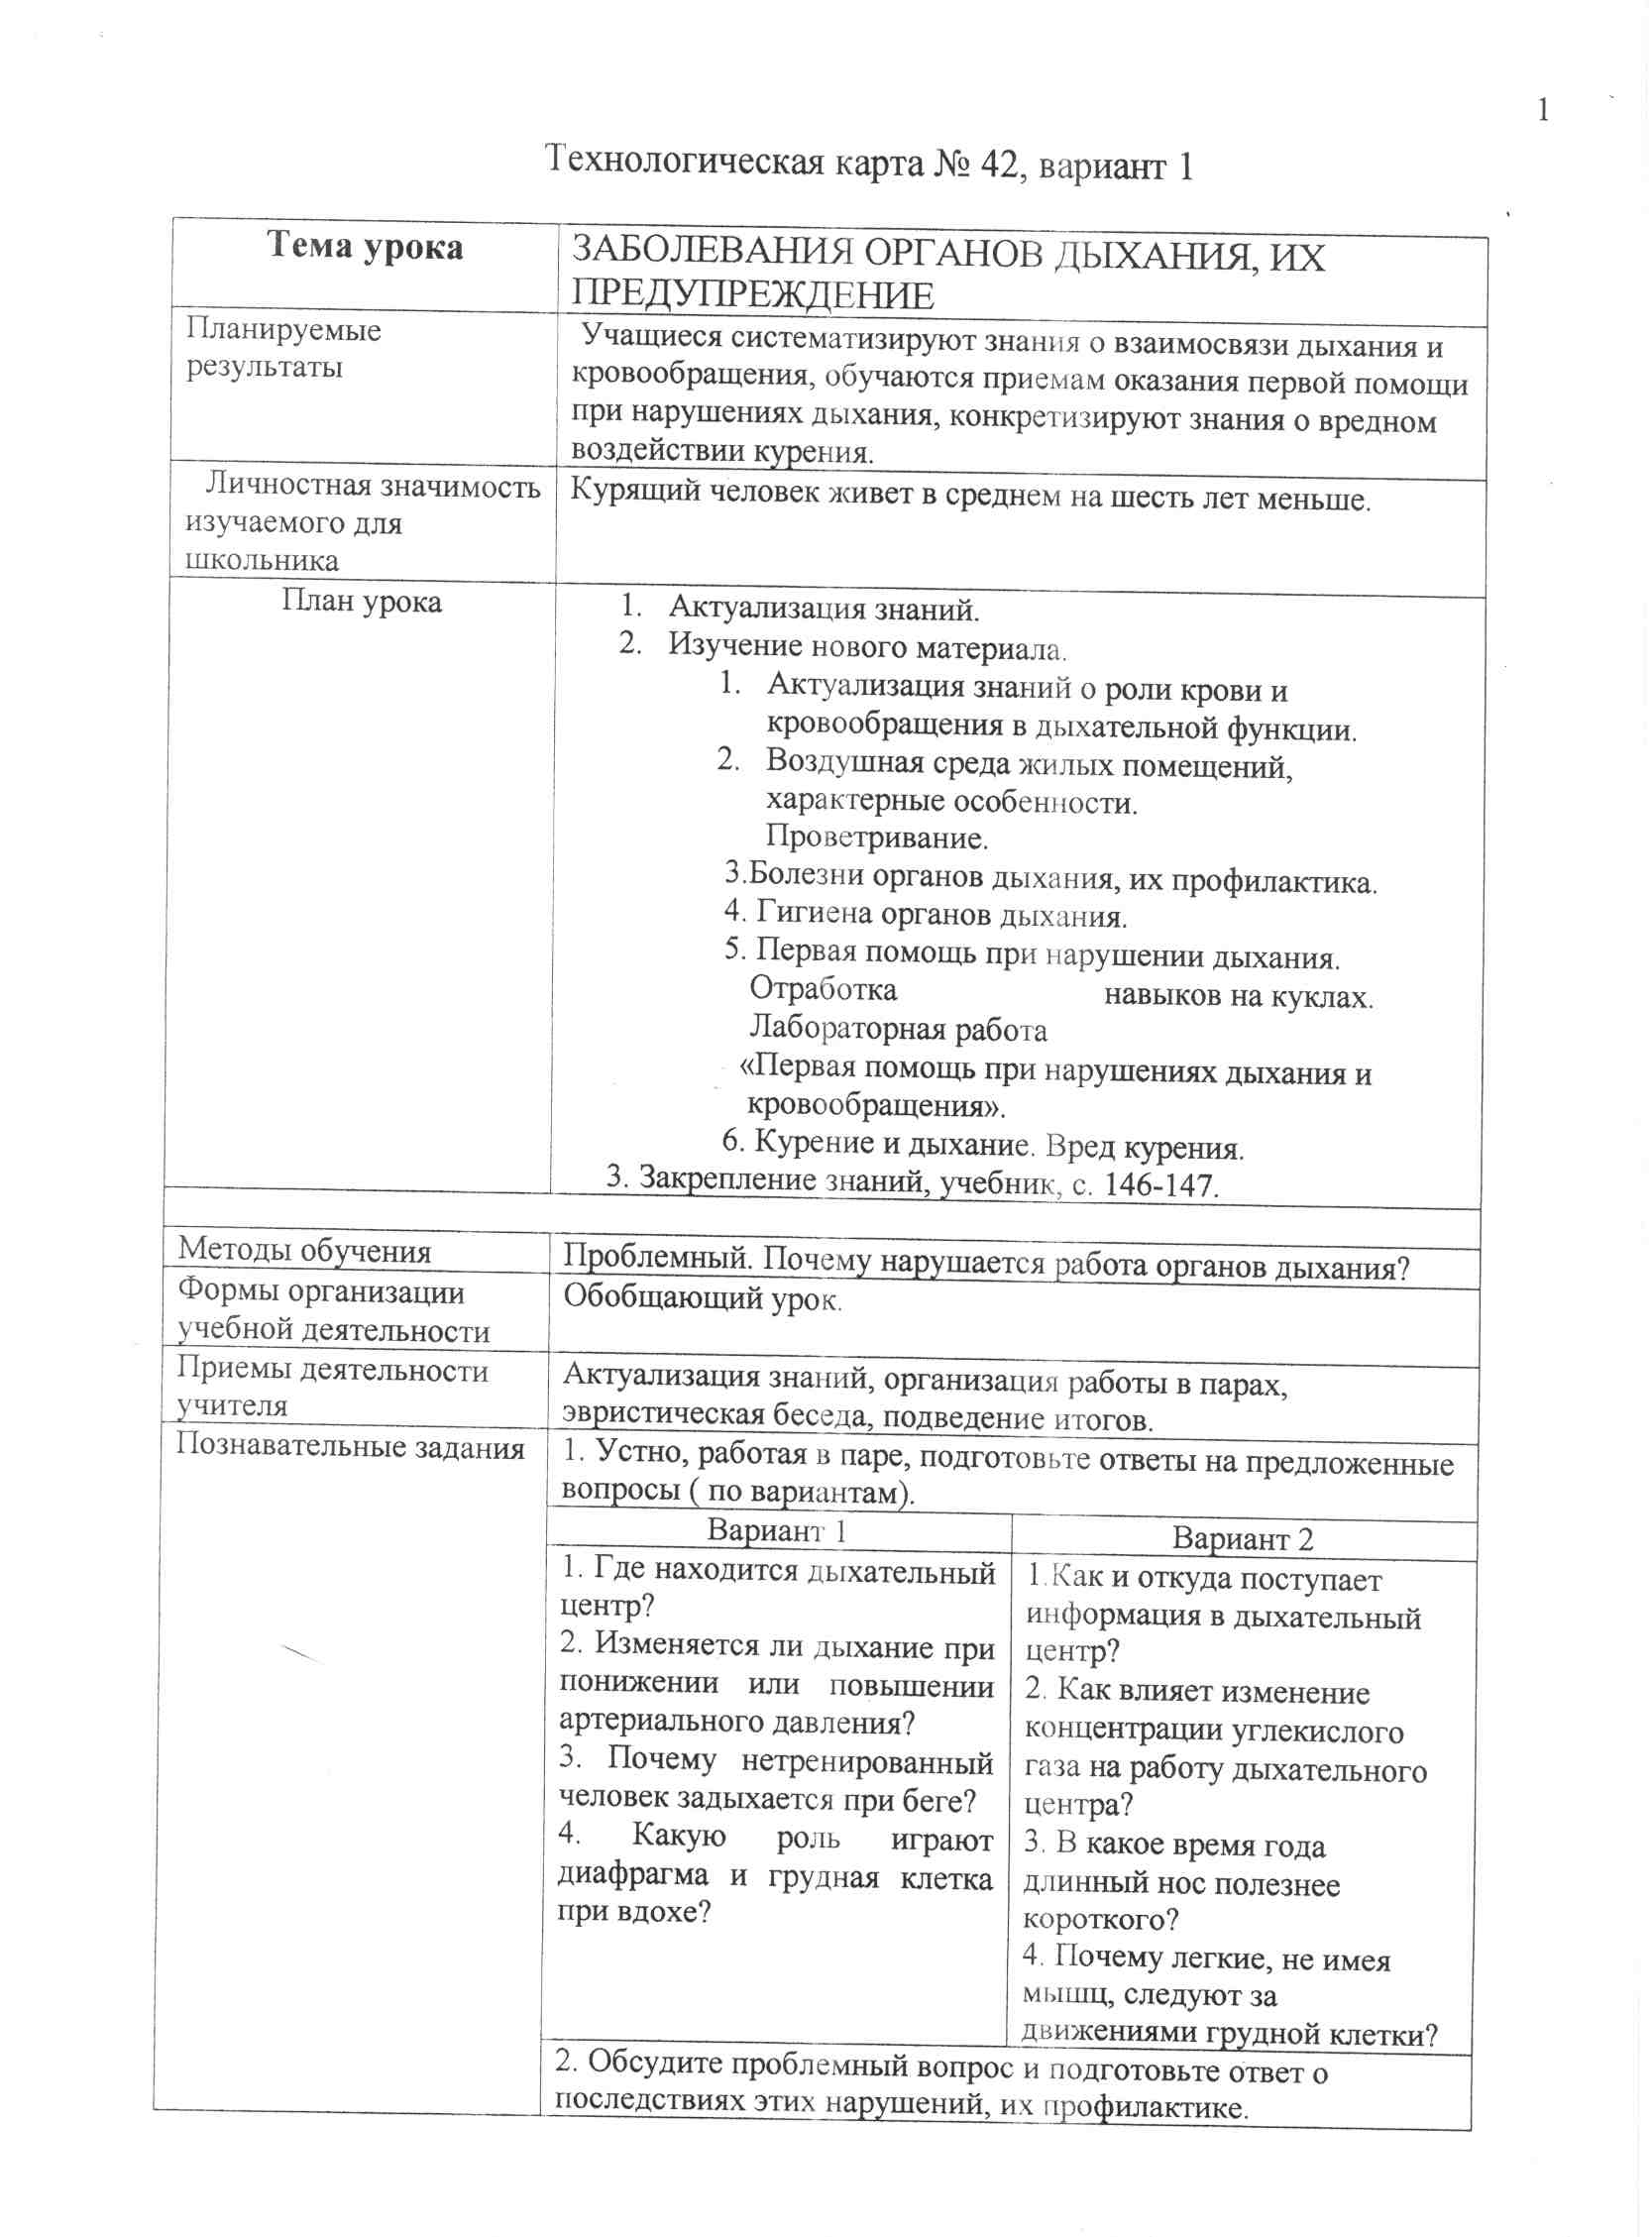 1
Технологическая карта № 42, вариант 1
Тема урока
ЗАБОЛЕВАНИЯ ОРГАНОВ ДЫХАНИЯ, ИХ
ПРЕДУПРЕЖДЕНИЕ
Планируемые
результаты
Учащиеся систематизируют знания о взаимосвязи дыхания и
кровообращения, обучаются приемам оказания первой помощи
при нарушениях дыхания, конкретизируют знания о вредном
воздействии курения.
Личностная значимость
изучаемого для
школьника
Курящий человек живет в среднем на шесть лет меньше.
План урока
1. Актуализация знаний.
2. Изучение нового материала.
1. Актуализация знаний о роли крови и
кровообращения в дыхательной функции.
2. Воздушная среда жилых помещений,
характерные особенности.
Проветривание.
3.Болезни органов дыхания, их профилактика.
4. Гигиена органов дыхания.
5. Первая помощь при нарушении дыхания.
Отработка навыков на куклах.
Лабораторная работа
«Первая помощь при нарушениях дыхания и
кровообращения».
6. Курение и дыхание. Вред курения.
3. Закрепление знаний, учебник, с. 146-147.
Методы обучения
Проблемный. Почему нарушается работа органов дыхания?
Формы организации
учебной деятельности
Обобщающий урок.
Приемы деятельности
учителя
Актуализация знаний, организация работы в парах,
эвристическая беседа, подведение итогов.
Познавательные задания
1. Устно, работая в паре, подготовьте ответы на предложенные
вопросы ( по вариантам).
Вариант 1
1. Где находится дыхательный
центр?
2. Изменяется ли дыхание при
понижении или повышении
артериального давления?
3. Почему нетренированный
человек задыхается при беге?
4. Какую роль играют
диафрагма и грудная клетка
при вдохе?
Вариант 2
1.Как и откуда поступает
информация в дыхательный
центр?
2. Как влияет изменение
концентрации углекислого
газа на работу дыхательного
центра?
3. В какое время года
длинный нос полезнее
короткого?
4. Почему легкие, не имея
мышц, следуют за
движениями грудной клетки?
2. Обсудите проблемный вопрос и подготовьте ответ о
последствиях этих нарушений, их профилактике.